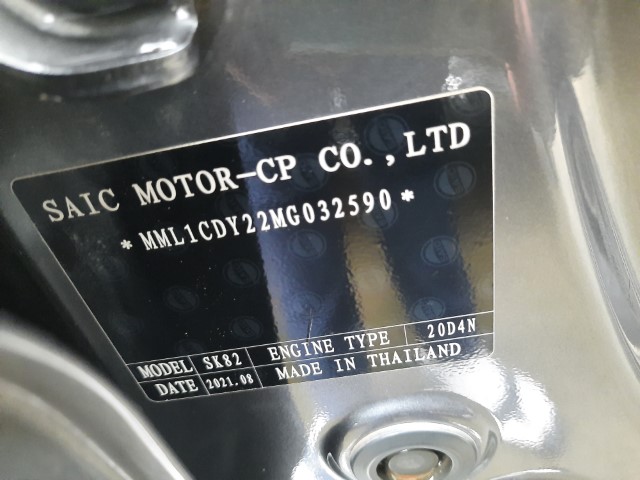 SAIC MOTOR-CP CO.,LTD
* MML1CDY22MG032590 *
MODEL SK82 ENGINE TYPE 20D4N
DATE 2021.08 MADE IN THAILAND